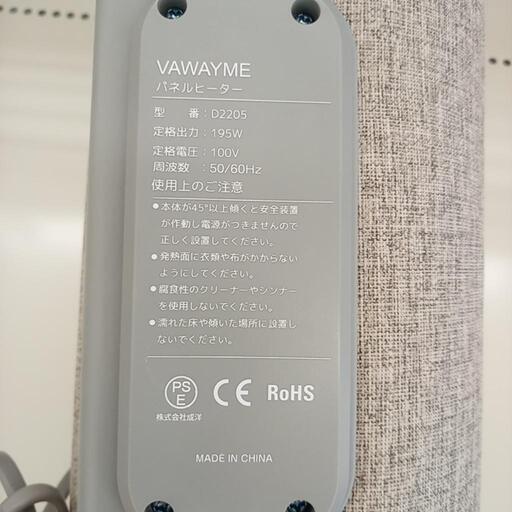 VAWAYME
パネルヒーター
型　番：D2205
定格出力：195W
定格電圧：100V
周波数：50/60Hz
使用上のご注意
●本体が45°以上傾くと安全装置
が作動し電源がつきませんので
正しく設置してください。
●発熱面に衣類や布がかからない
ようにしてください。
●腐食性のクリーナーやシンナー
を使用しないでください。
●濡れた床や傾いた場所に設置し
ないでください。
PS
E
CE RoHS
株式会社成洋
MADE IN CHINA